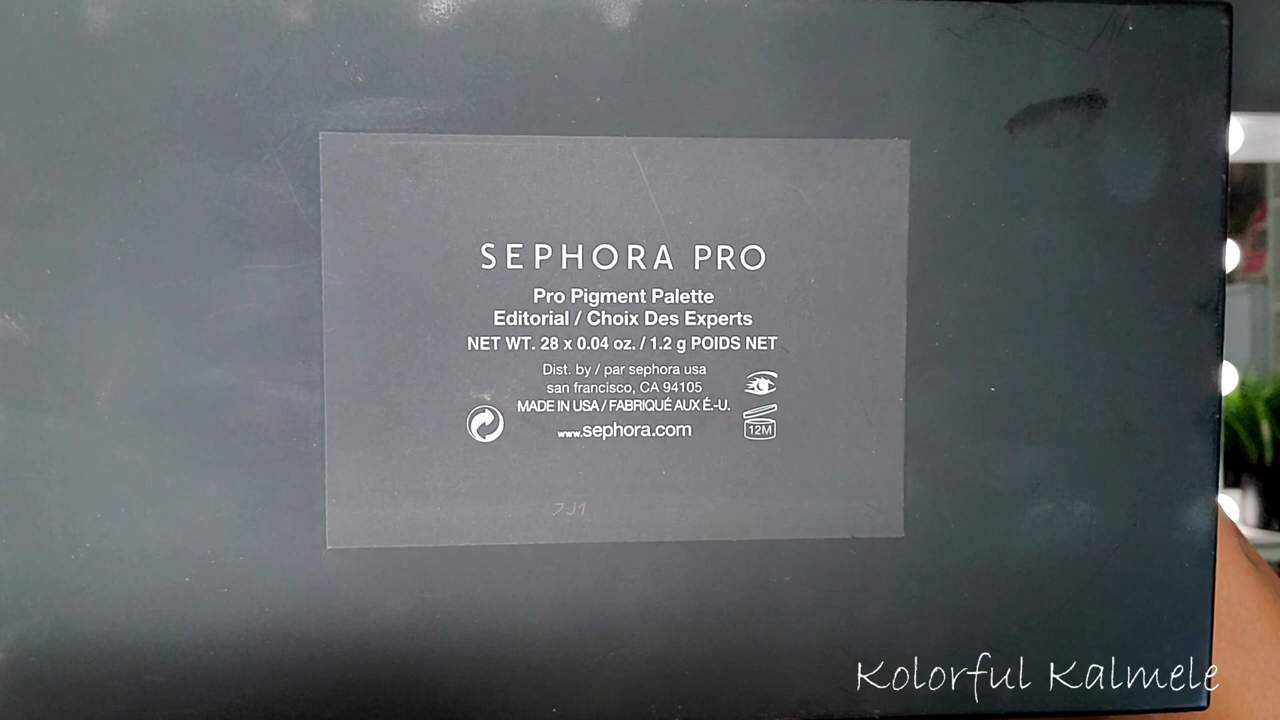 SEPHORA PRO
Pro Pigment Palette
Editorial / Choix Des Experts
NET WT. 28 x 0.04 oz. / 1.2 g POIDS NET
Dist. by / par sephora usa
san francisco, CA 94105
MADE IN USA / FABRIQUÉ AUX É.-U.
www.sephora.com
12M
7J1
Kolorful Kalmele